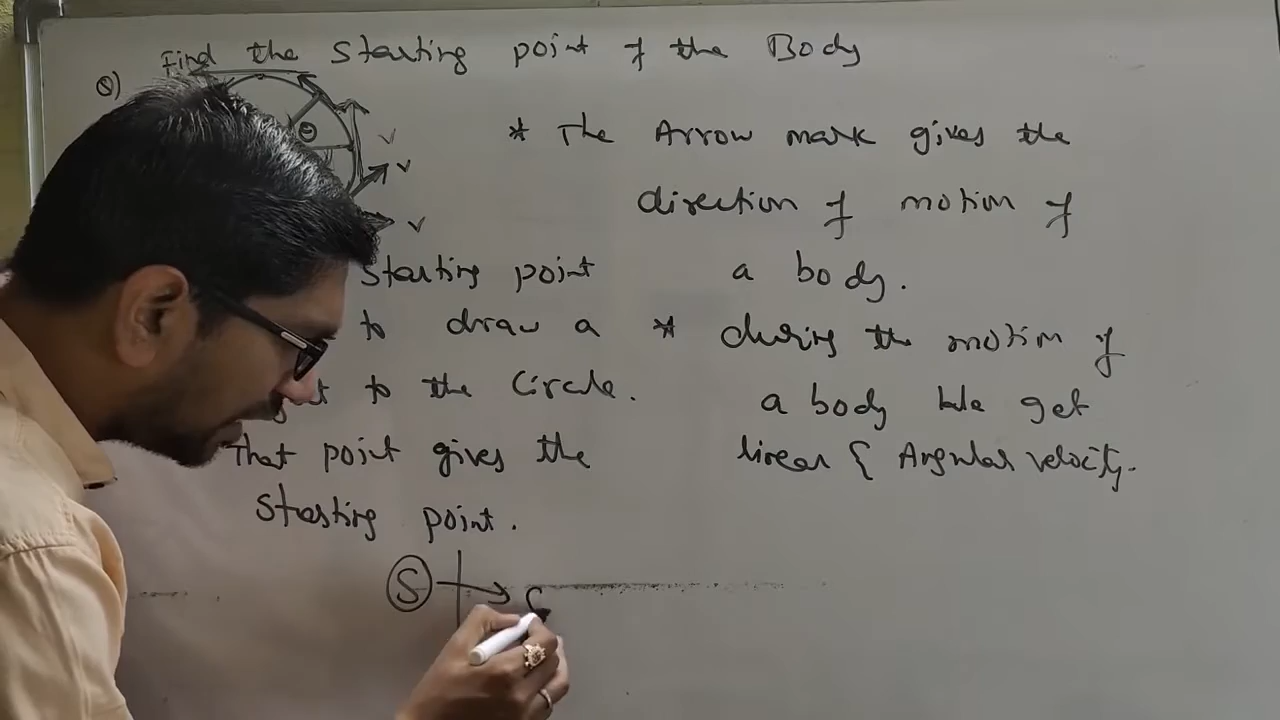 Find the Starting point of the Body
Q)
θ
V
V
V
* The Arrow mark gives the
direction of motion of
a body.
* during the motion of
a body We get
linear & Angular velocity.
Starting point
to draw a
to the Circle.
That point gives the
Starting point.
S